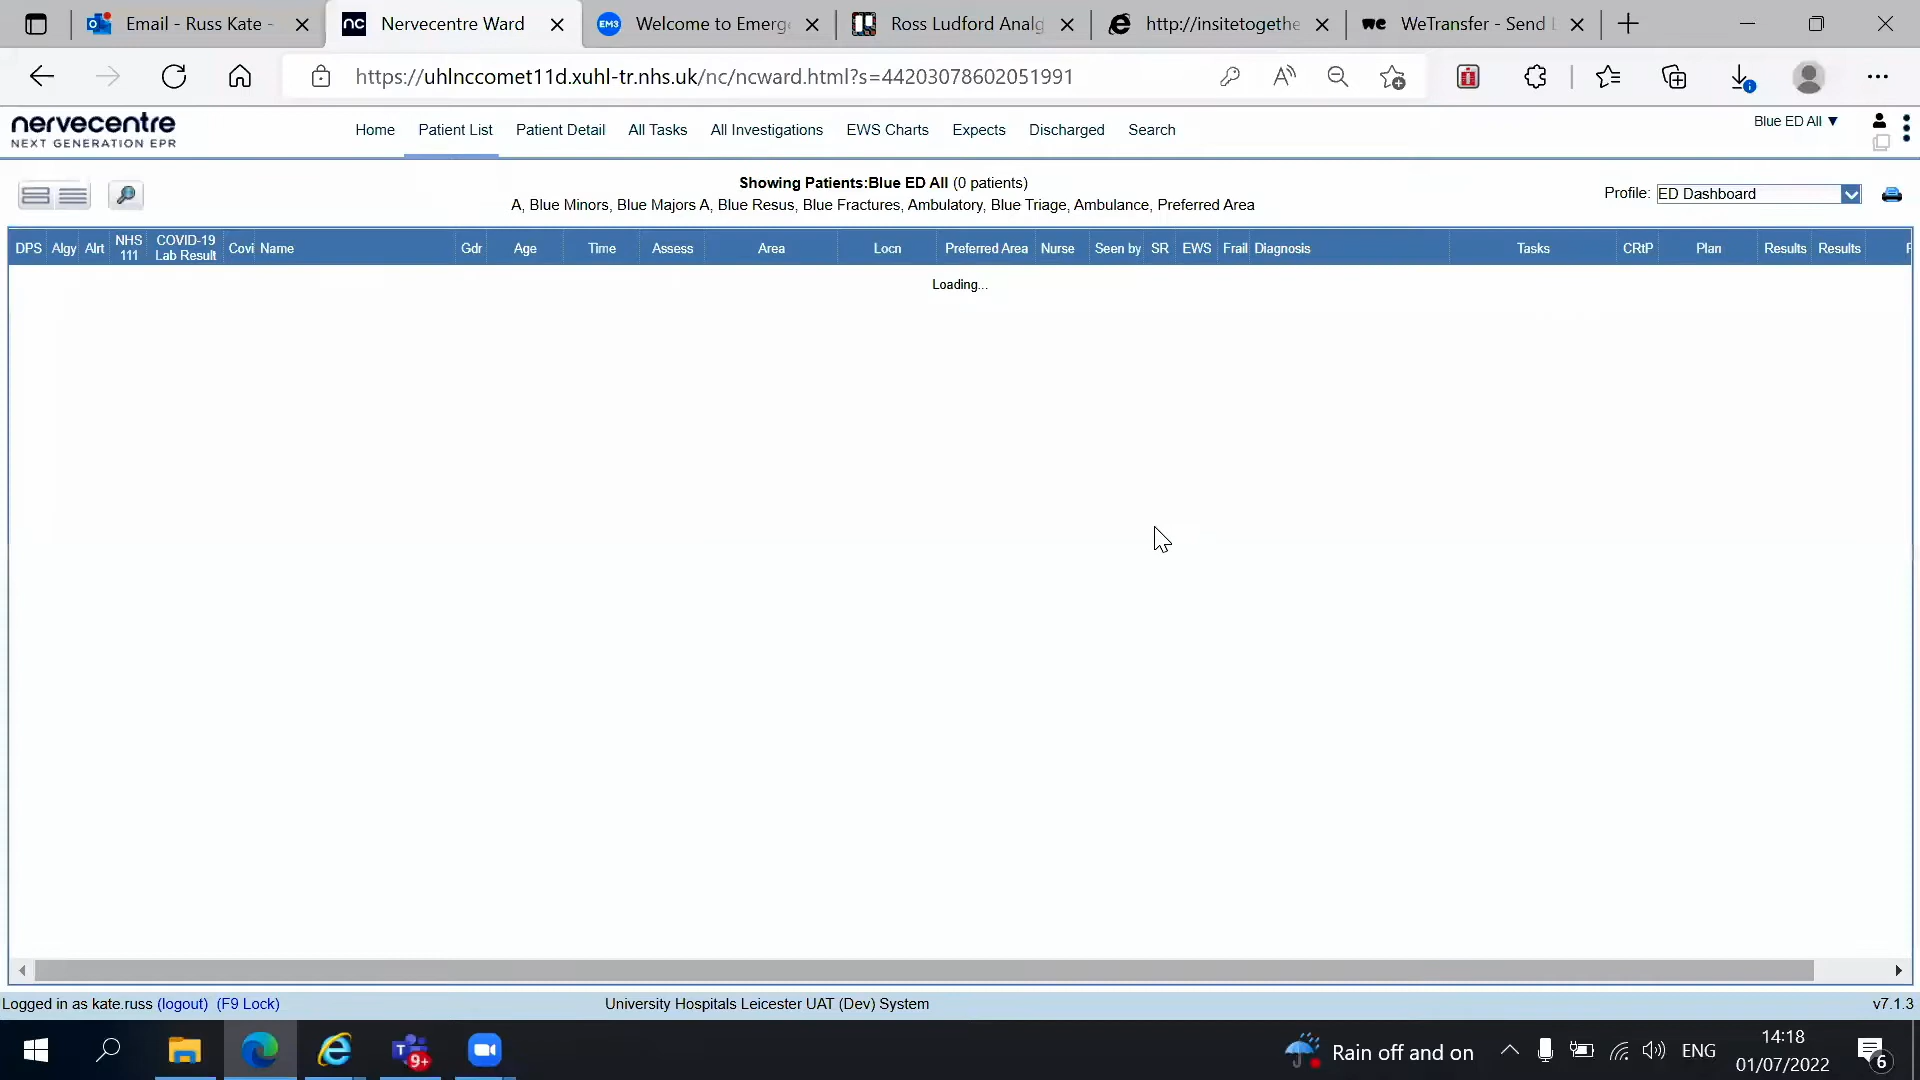 Email - Russ Kate -
nc Nervecentre Ward
EM3 Welcome to Emerge
Ross Ludford Analg
http://insitetogethe
we WeTransfer - Send
https://uhlnccomet11d.xuhl-tr.nhs.uk/nc/ncward.html?s=44203078602051991
nervecentre
NEXT GENERATION EPR
Home Patient List Patient Detail All Tasks All Investigations EWS Charts Expects Discharged Search
Blue ED All ▼
Showing Patients:Blue ED All (0 patients)
A, Blue Minors, Blue Majors A, Blue Resus, Blue Fractures, Ambulatory, Blue Triage, Ambulance, Preferred Area
Profile: ED Dashboard
DPS Algy Alrt NHS 111 COVID-19 Lab Result Covi Name Gdr Age Time Assess Area Locn Preferred Area Nurse Seen by SR EWS Frail Diagnosis Tasks CRtP Plan Results Results
Loading...
Logged in as kate.russ (logout) (F9 Lock)
University Hospitals Leicester UAT (Dev) System
v7.1.3
T 9+
Rain off and on
ENG
14:18
01/07/2022
6